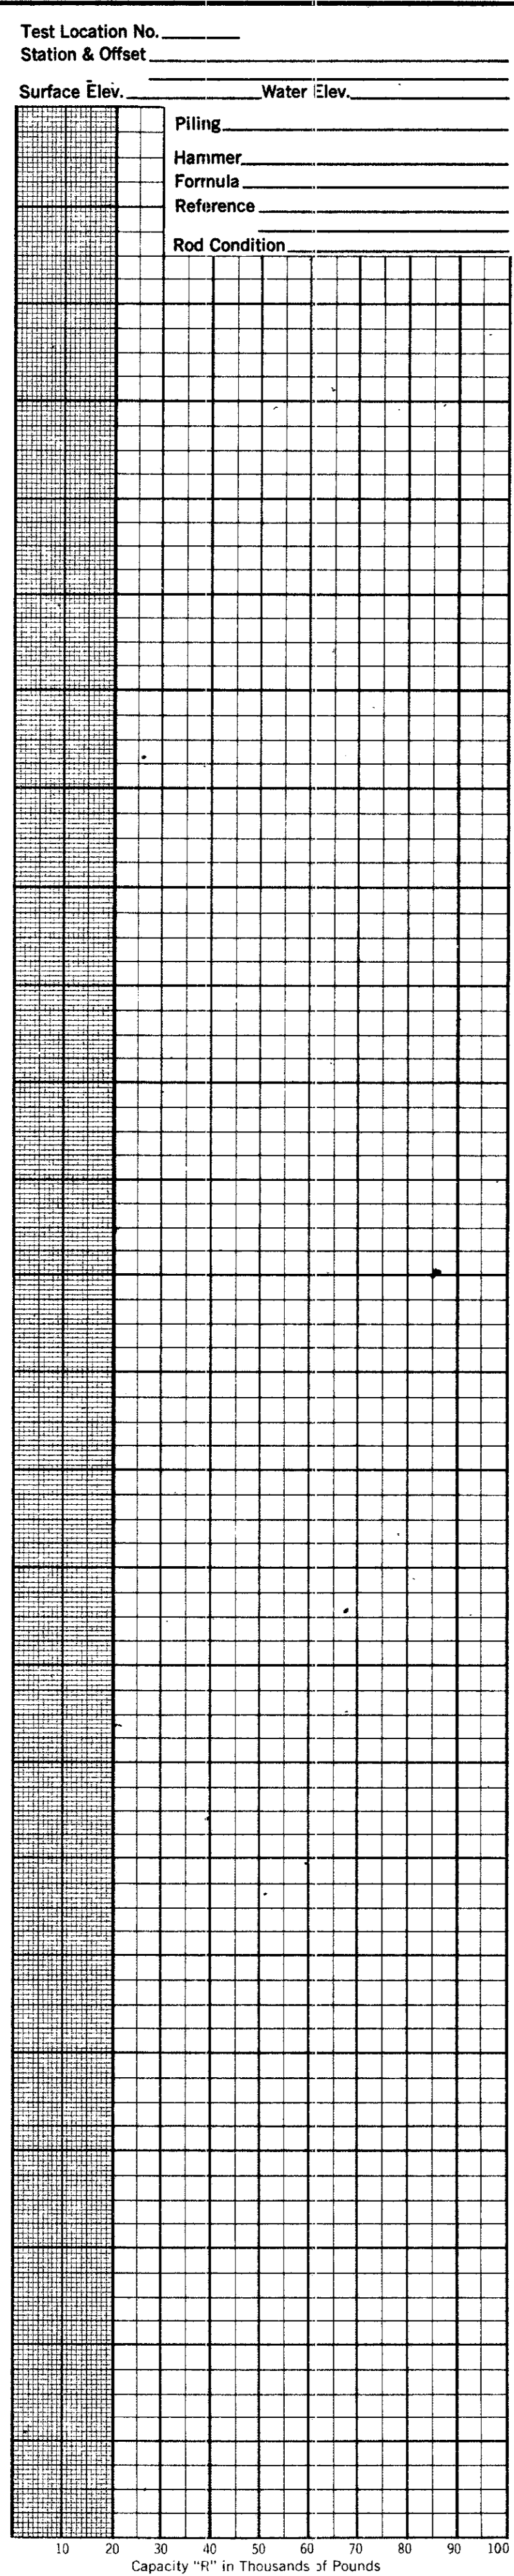 Test Location No.
Station & Offset
Surface Elev. Water Elev.
Piling
Hammer
Formula
Reference
Rod Condition
10 20 30 40 50 60 70 80 90 100
Capacity "R" in Thousands of Pounds